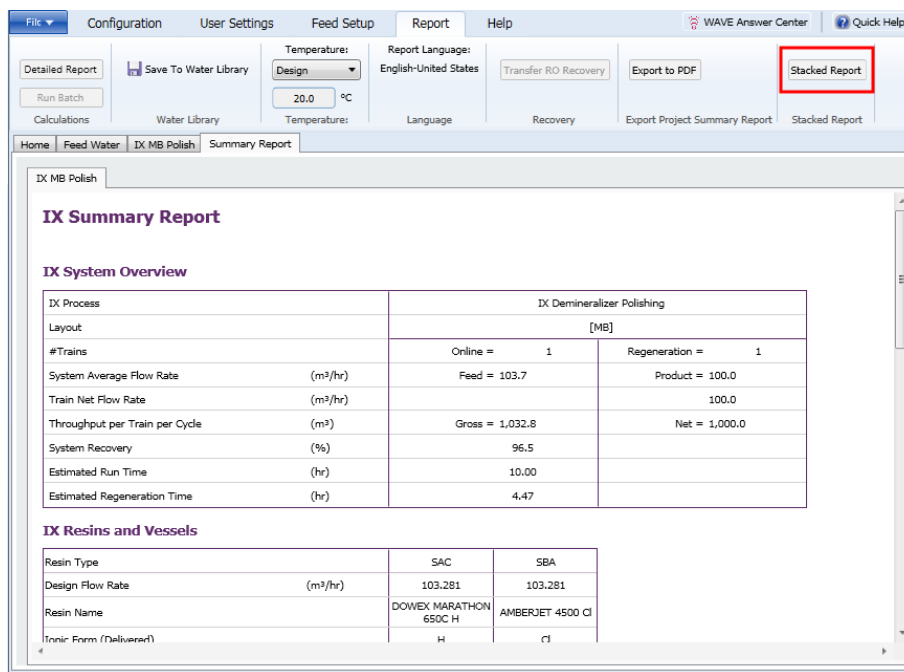 File Configuration User Settings Feed Setup Report Help WAVE Answer Center Quick Help
Temperature: Report Language:
Detailed Report Save To Water Library Design English-United States Transfer RO Recovery Export to PDF Stacked Report
Run Batch 20.0 ºC
Calculations Water Library Temperature: Language Recovery Export Project Summary Report Stacked Report
Home Feed Water IX MB Polish Summary Report
IX MB Polish
IX Summary Report
IX System Overview
IX Process IX Demineralizer Polishing
Layout [MB]
#Trains Online = 1 Regeneration = 1
System Average Flow Rate (m³/hr) Feed = 103.7 Product = 100.0
Train Net Flow Rate (m³/hr) 100.0
Throughput per Train per Cycle (m³) Gross = 1,032.8 Net = 1,000.0
System Recovery (%) 96.5
Estimated Run Time (hr) 10.00
Estimated Regeneration Time (hr) 4.47
IX Resins and Vessels
Resin Type SAC SBA
Design Flow Rate (m³/hr) 103.281 103.281
Resin Name DOWEX MARATHON 650C H AMBERJET 4500 Cl
Ionic Form (Delivered) H Cl